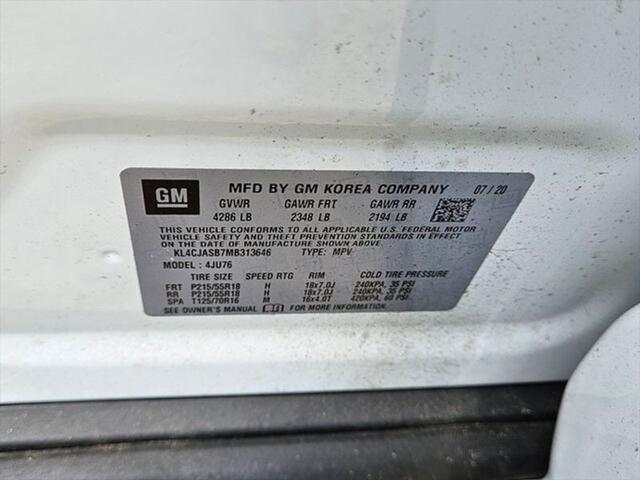 GM MFD BY GM KOREA COMPANY 07/20
GVWR GAWR FRT GAWR RR
4286 LB 2348 LB 2194 LB
THIS VEHICLE CONFORMS TO ALL APPLICABLE U.S. FEDERAL MOTOR
VEHICLE SAFETY, BUMPER, AND THEFT PREVENTION STANDARDS IN
EFFECT ON THE DATE OF MANUFACTURE SHOWN ABOVE.
KL4CJASB7MB313646 TYPE: MPV
MODEL : 4JU76
TIRE SIZE SPEED RTG RIM COLD TIRE PRESSURE
FRT P215/55R18 H 18x7.0J 240KPA, 35 PSI
RR P215/55R18 H 18x7.0J 240KPA, 35 PSI
SPA T125/70R16 M 16x4.0T 420KPA, 60 PSI
SEE OWNER'S MANUAL FOR MORE INFORMATION